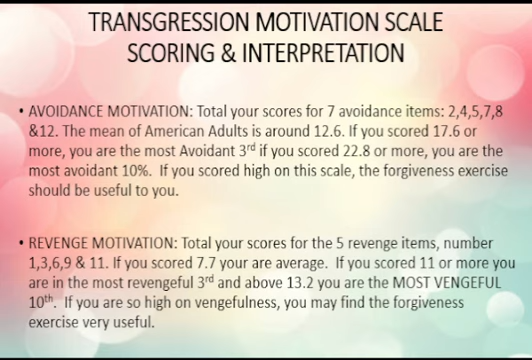 TRANSGRESSION MOTIVATION SCALE
SCORING & INTERPRETATION
• AVOIDANCE MOTIVATION: Total your scores for 7 avoidance items: 2,4,5,7,8
&12. The mean of American Adults is around 12.6. If you scored 17.6 or
more, you are the most Avoidant 3rd if you scored 22.8 or more, you are the
most avoidant 10%. If you scored high on this scale, the forgiveness exercise
should be useful to you.
• REVENGE MOTIVATION: Total your scores for the 5 revenge items, number
1,3,6,9 & 11. If you scored 7.7 your are average. If you scored 11 or more you
are in the most revengeful 3rd and above 13.2 you are the MOST VENGEFUL
10th. If you are so high on vengefulness, you may find the forgiveness
exercise very useful.